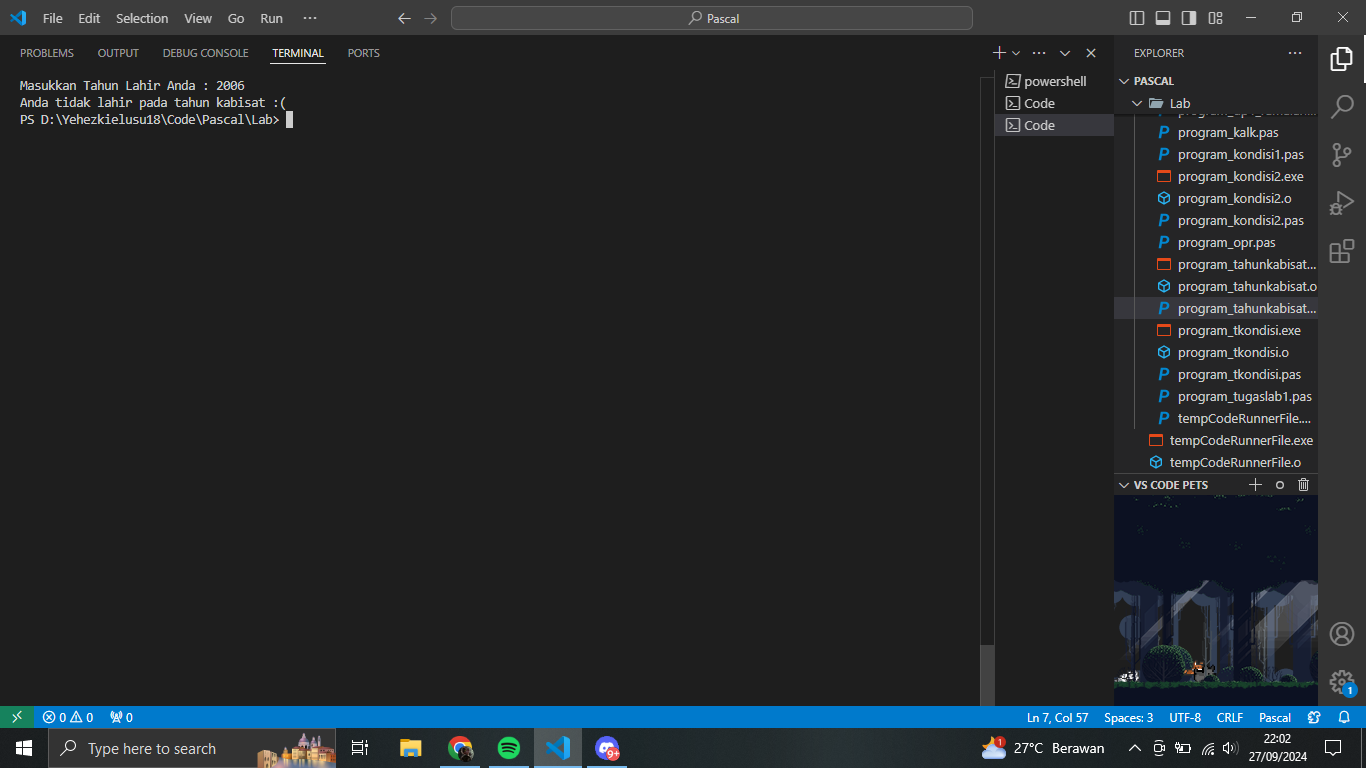 File Edit Selection View Go Run ···
Pascal
PROBLEMS OUTPUT DEBUG CONSOLE TERMINAL PORTS
Masukkan Tahun Lahir Anda : 2006
Anda tidak lahir pada tahun kabisat :(
PS D:\Yehezkielusu18\Code\Pascal\Lab>
powershell
Code
Code
EXPLORER
PASCAL
Lab
program_kalk.pas
program_kondisi1.pas
program_kondisi2.exe
program_kondisi2.o
program_kondisi2.pas
program_opr.pas
program_tahunkabisat...
program_tahunkabisat.o
program_tahunkabisat...
program_tkondisi.exe
program_tkondisi.o
program_tkondisi.pas
program_tugaslab1.pas
tempCodeRunnerFile....
tempCodeRunnerFile.exe
tempCodeRunnerFile.o
VS CODE PETS
1
0 0 0
Ln 7, Col 57 Spaces: 3 UTF-8 CRLF Pascal
Type here to search
9+
1
27°C Berawan
22:02
27/09/2024